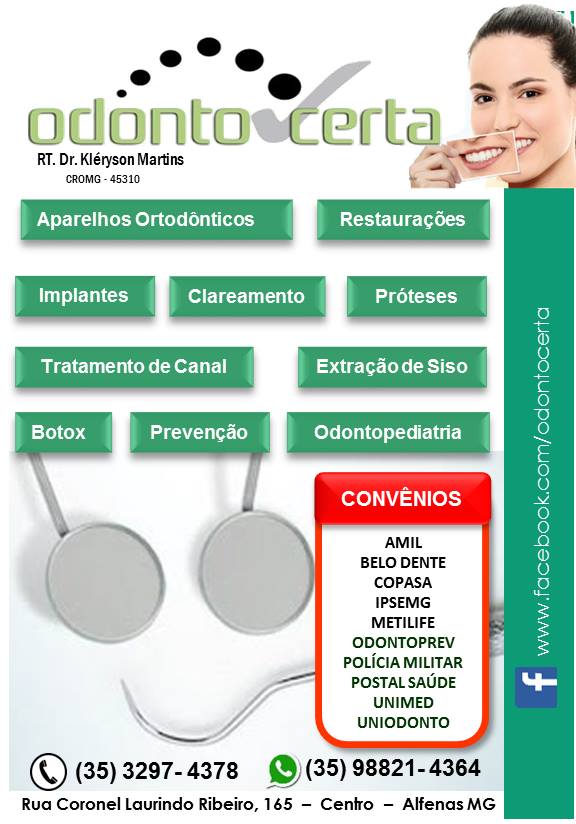 odonto certa
RT. Dr. Kléryson Martins
CROMG - 45310
Aparelhos Ortodônticos
Restaurações
Implantes
Clareamento
Próteses
Tratamento de Canal
Extração de Siso
Botox
Prevenção
Odontopediatria
CONVÊNIOS
AMIL
BELO DENTE
COPASA
IPSEMG
METILIFE
ODONTOPREV
POLÍCIA MILITAR
POSTAL SAÚDE
UNIMED
UNIODONTO
www.facebook.com/odontocerta
(35) 3297- 4378
(35) 98821- 4364
Rua Coronel Laurindo Ribeiro, 165 – Centro – Alfenas MG